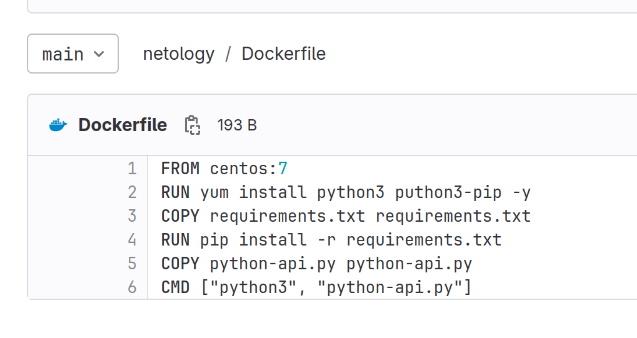 main
netology / Dockerfile
Dockerfile 193 B
1 FROM centos:7
2 RUN yum install python3 puthon3-pip -y
3 COPY requirements.txt requirements.txt
4 RUN pip install -r requirements.txt
5 COPY python-api.py python-api.py
6 CMD ["python3", "python-api.py"]